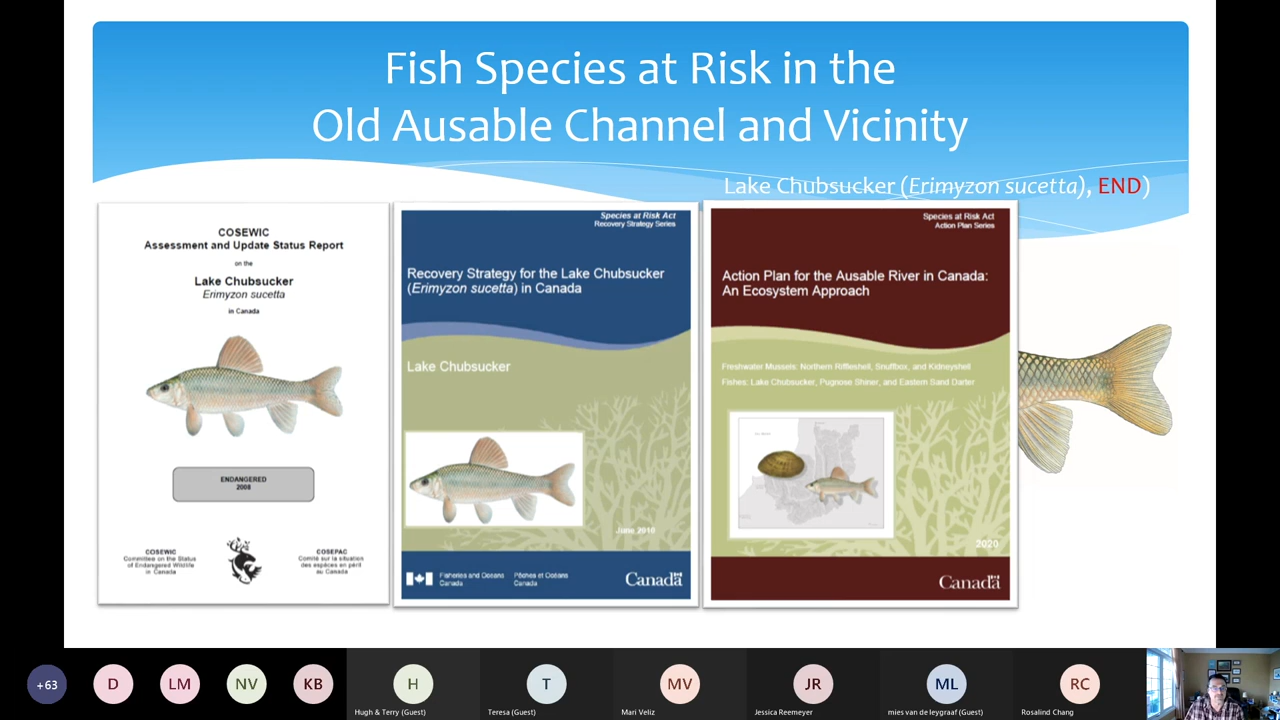 Fish Species at Risk in the
Old Ausable Channel and Vicinity
Lake Chubsucker (Erimyzon sucetta), END)
COSEWIC
Assessment and Update Status Report
on the
Lake Chubsucker
Erimyzon sucetta
in Canada
ENDANGERED
2008
COSEWIC
Committee on the Status
of Endangered Wildlife
in Canada
COSEPAC
Comité sur la situation
des espèces en péril
au Canada
Species at Risk Act
Recovery Strategy Series
Recovery Strategy for the Lake Chubsucker
(Erimyzon sucetta) in Canada
Lake Chubsucker
June 2010
Fisheries and Oceans
Canada
Pêches et Océans
Canada
Canada
Species at Risk Act
Action Plan Series
Action Plan for the Ausable River in Canada:
An Ecosystem Approach
Freshwater Mussels: Northern Riffleshell, Snuffbox, and Kidneyshell
Fishes: Lake Chubsucker, Pugnose Shiner, and Eastern Sand Darter
2020
Canada
+63
D
LM
NV
KB
H
Hugh & Terry (Guest)
T
Teresa (Guest)
MV
Mari Veliz
JR
Jessica Reemeyer
ML
mies van de leygraaf (Guest)
RC
Rosalind Chang